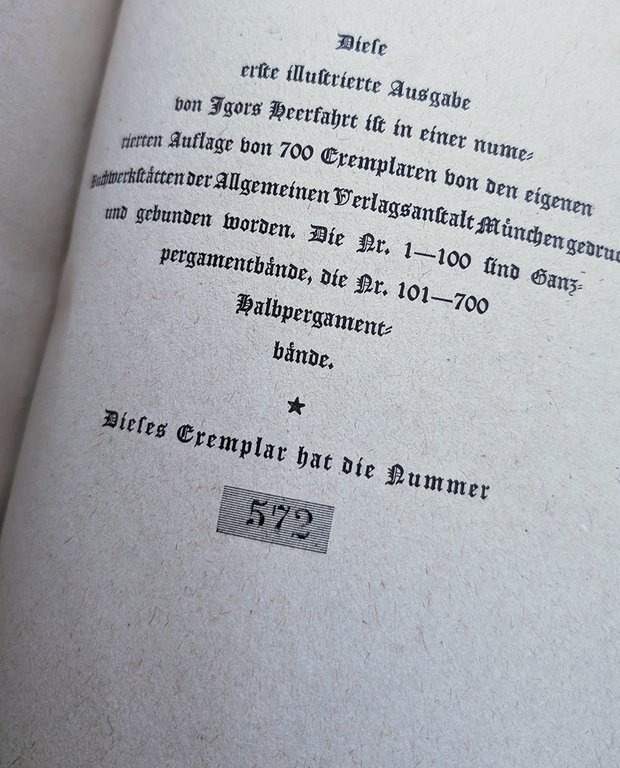 Dieſe
erſte illuſtrierte Ausgabe
von Igors Heerfahrt iſt in einer nume⸗
rierten Auflage von 700 Exemplaren von den eigenen
Buchwerkſtätten der Allgemeinen Verlagsanſtalt München gedruc
und gebunden worden. Die Nr. 1—100 ſind Ganz⸗
pergamentbände, die Nr. 101—700
Halbpergament⸗
bände.
★
Dieſes Exemplar hat die Nummer
572